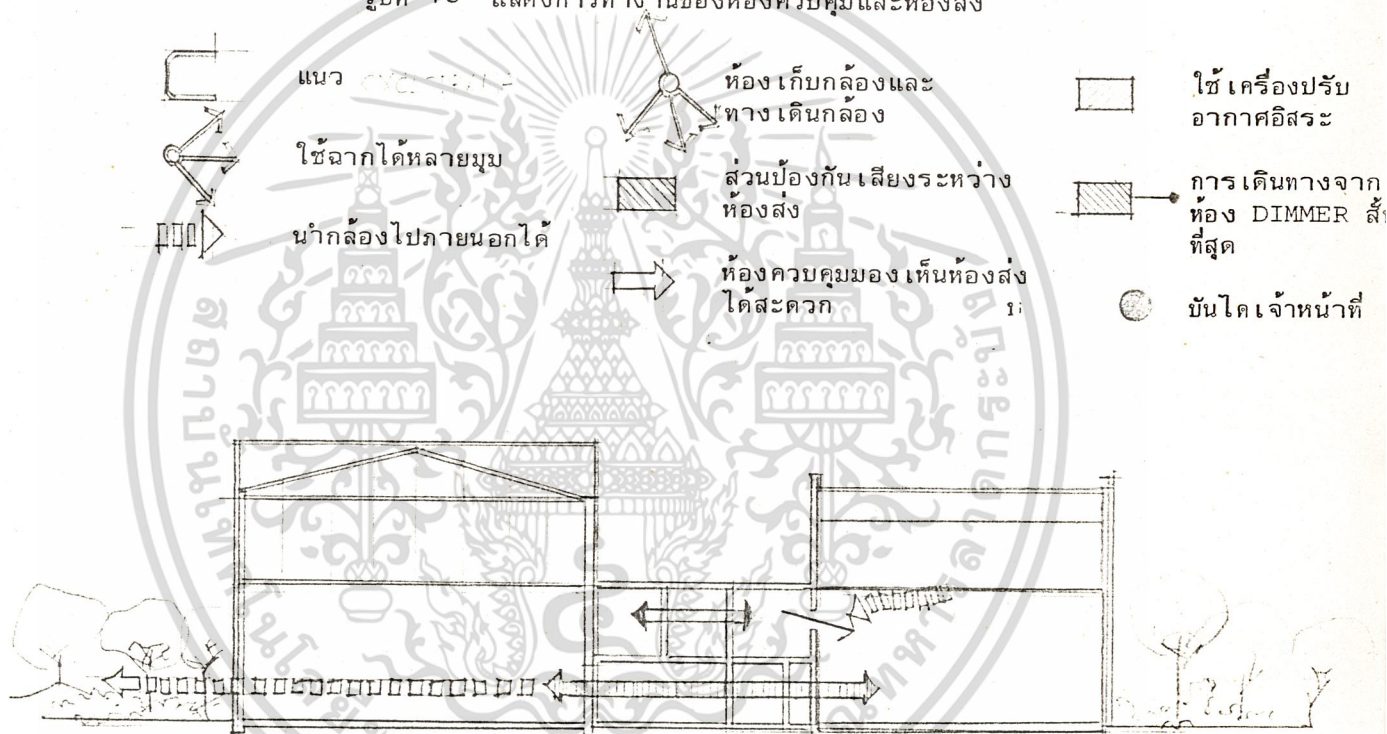 แสดงการทำงานของห้องควบคุมและห้องส่ง
แนว
ใช้ฉากได้หลายมุม
นำกล้องไปภายนอกได้
ห้องเก็บกล้องและ
ทางเดินกล้อง
ส่วนป้องกันเสียงระหว่าง
ห้องส่ง
ห้องควบคุมมองเห็นห้องส่ง
ได้สะดวก
ใช้เครื่องปรับ
อากาศอิสระ
การเดินทางจาก
ห้อง DIMMER
ที่สุด
บันไดเจ้าหน้าที่